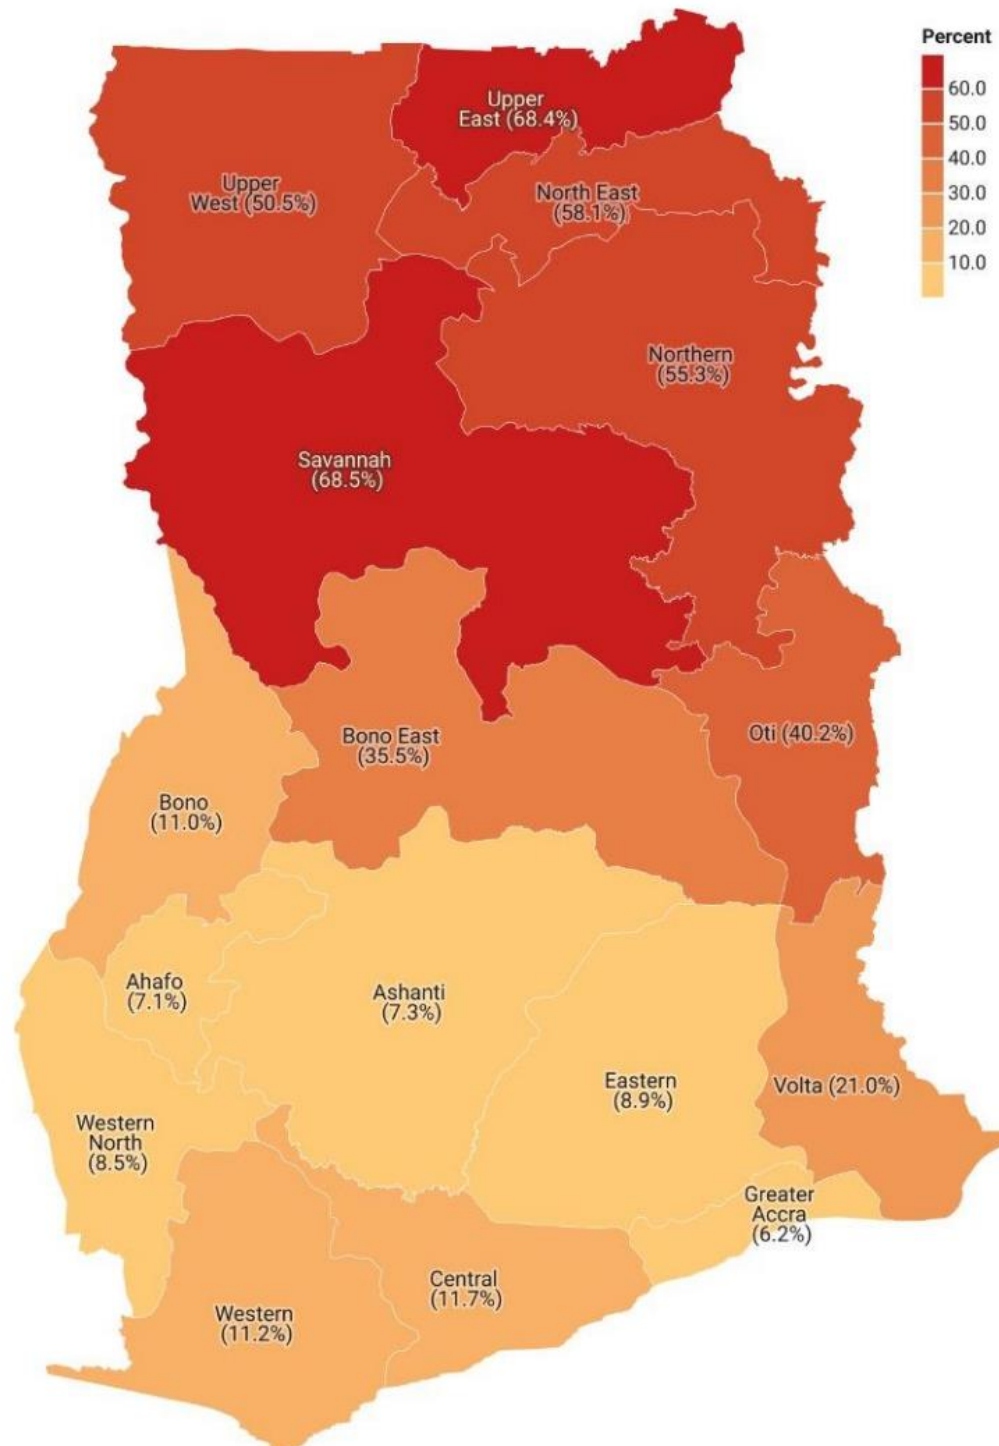 Percent
60.0
50.0
40.0
30.0
20.0
10.0
Upper
East (68.4%)
Upper
West (50.5%)
North East
(58.1%)
Northern
(55.3%)
Savannah
(68.5%)
Bono East
(35.5%)
Oti (40.2%)
Bono
(11.0%)
Ahafo
(7.1%)
Ashanti
(7.3%)
Eastern
(8.9%)
Volta (21.0%)
Western
North
(8.5%)
Greater
Accra
(6.2%)
Central
(11.7%)
Western
(11.2%)